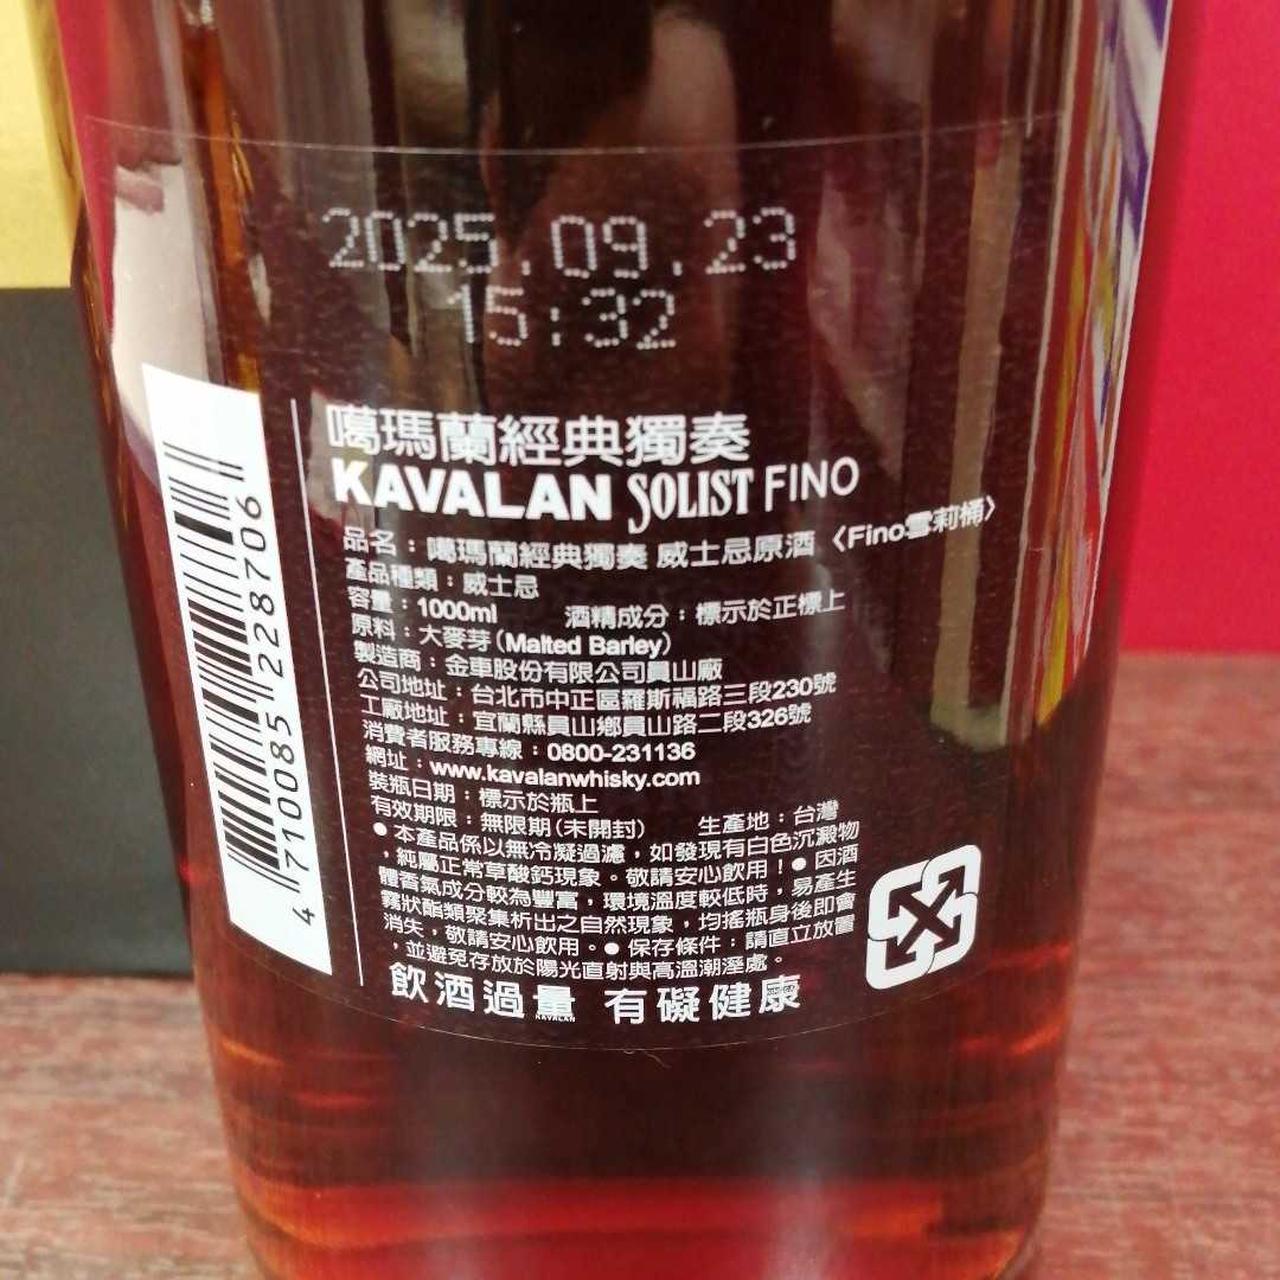 2025.09.23
15:32
噶瑪蘭經典獨奏
KAVALAN SOLIST FINO
品名：噶瑪蘭經典獨奏 威士忌原酒〈Fino雪莉桶〉
產品種類：威士忌
容量：1000ml 酒精成分：標示於正標上
原料：大麥芽(Malted Barley)
製造商：金車股份有限公司員山廠
公司地址：台北市中正區羅斯福路三段230號
工廠地址：宜蘭縣員山鄉員山路二段326號
消費者服務專線：0800-231136
網址：www.kavalanwhisky.com
裝瓶日期：標示於瓶上
有效期限：無限期(未開封) 生產地：台灣
●本產品係以無冷凝過濾，如發現有白色沉澱物
，純屬正常草酸鈣現象。敬請安心飲用！●因酒
體香氣成分較為豐富，環境溫度較低時，易產生
霧狀酯類聚集析出之自然現象，均搖瓶身後即會
消失，敬請安心飲用。●保存條件：請直立放置
，並避免存放於陽光直射與高溫潮溼處。
飲酒過量 有礙健康
KAVALAN
4 710085 228706